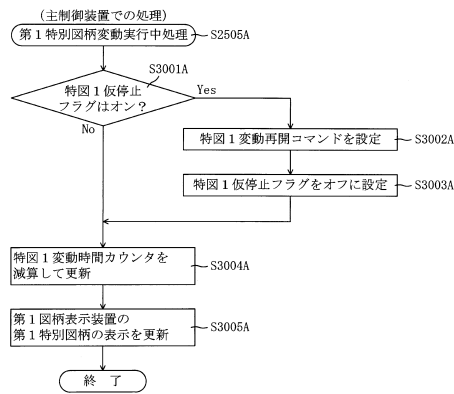 (主制御装置での処理)
第1特別図柄変動実行中処理
S2505A
S3001A
特図1仮停止
フラグはオン?
Yes
No
特図1変動再開コマンドを設定
S3002A
特図1仮停止フラグをオフに設定
S3003A
特図1変動時間カウンタを
減算して更新
S3004A
第1図柄表示装置の
第1特別図柄の表示を更新
S3005A
終 了